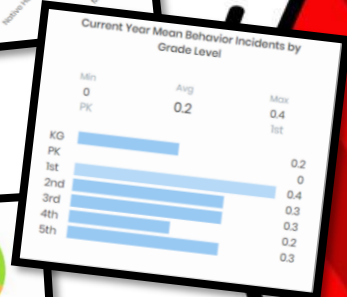 Native H
Current Year Mean Behavior Incidents by
Grade Level
Min Avg Max
0 0.2 0.4
PK 1st
KG 0.2
PK 0
1st 0.4
2nd 0.3
3rd 0.3
4th 0.2
5th 0.3